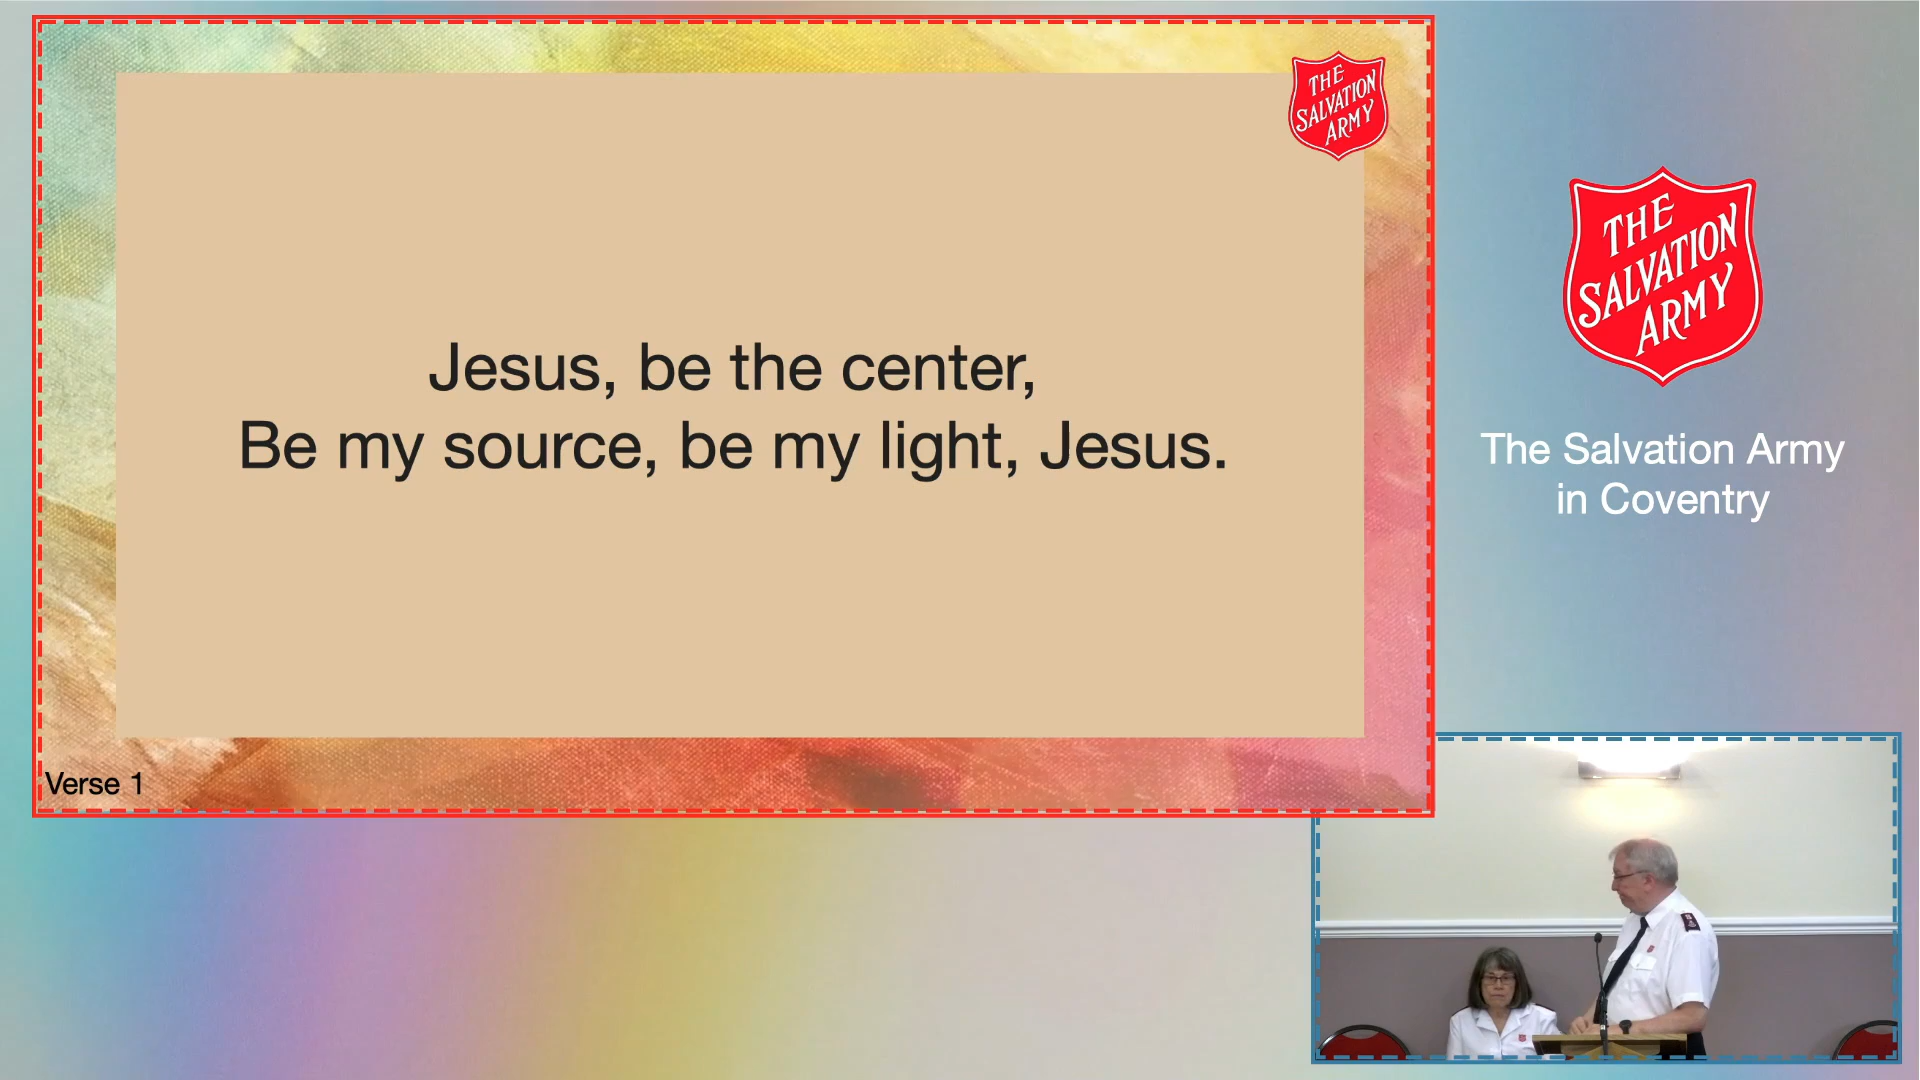 THE
SALVATION
ARMY
Jesus, be the center,
Be my source, be my light, Jesus.
Verse 1
THE
SALVATION
ARMY
The Salvation Army
in Coventry